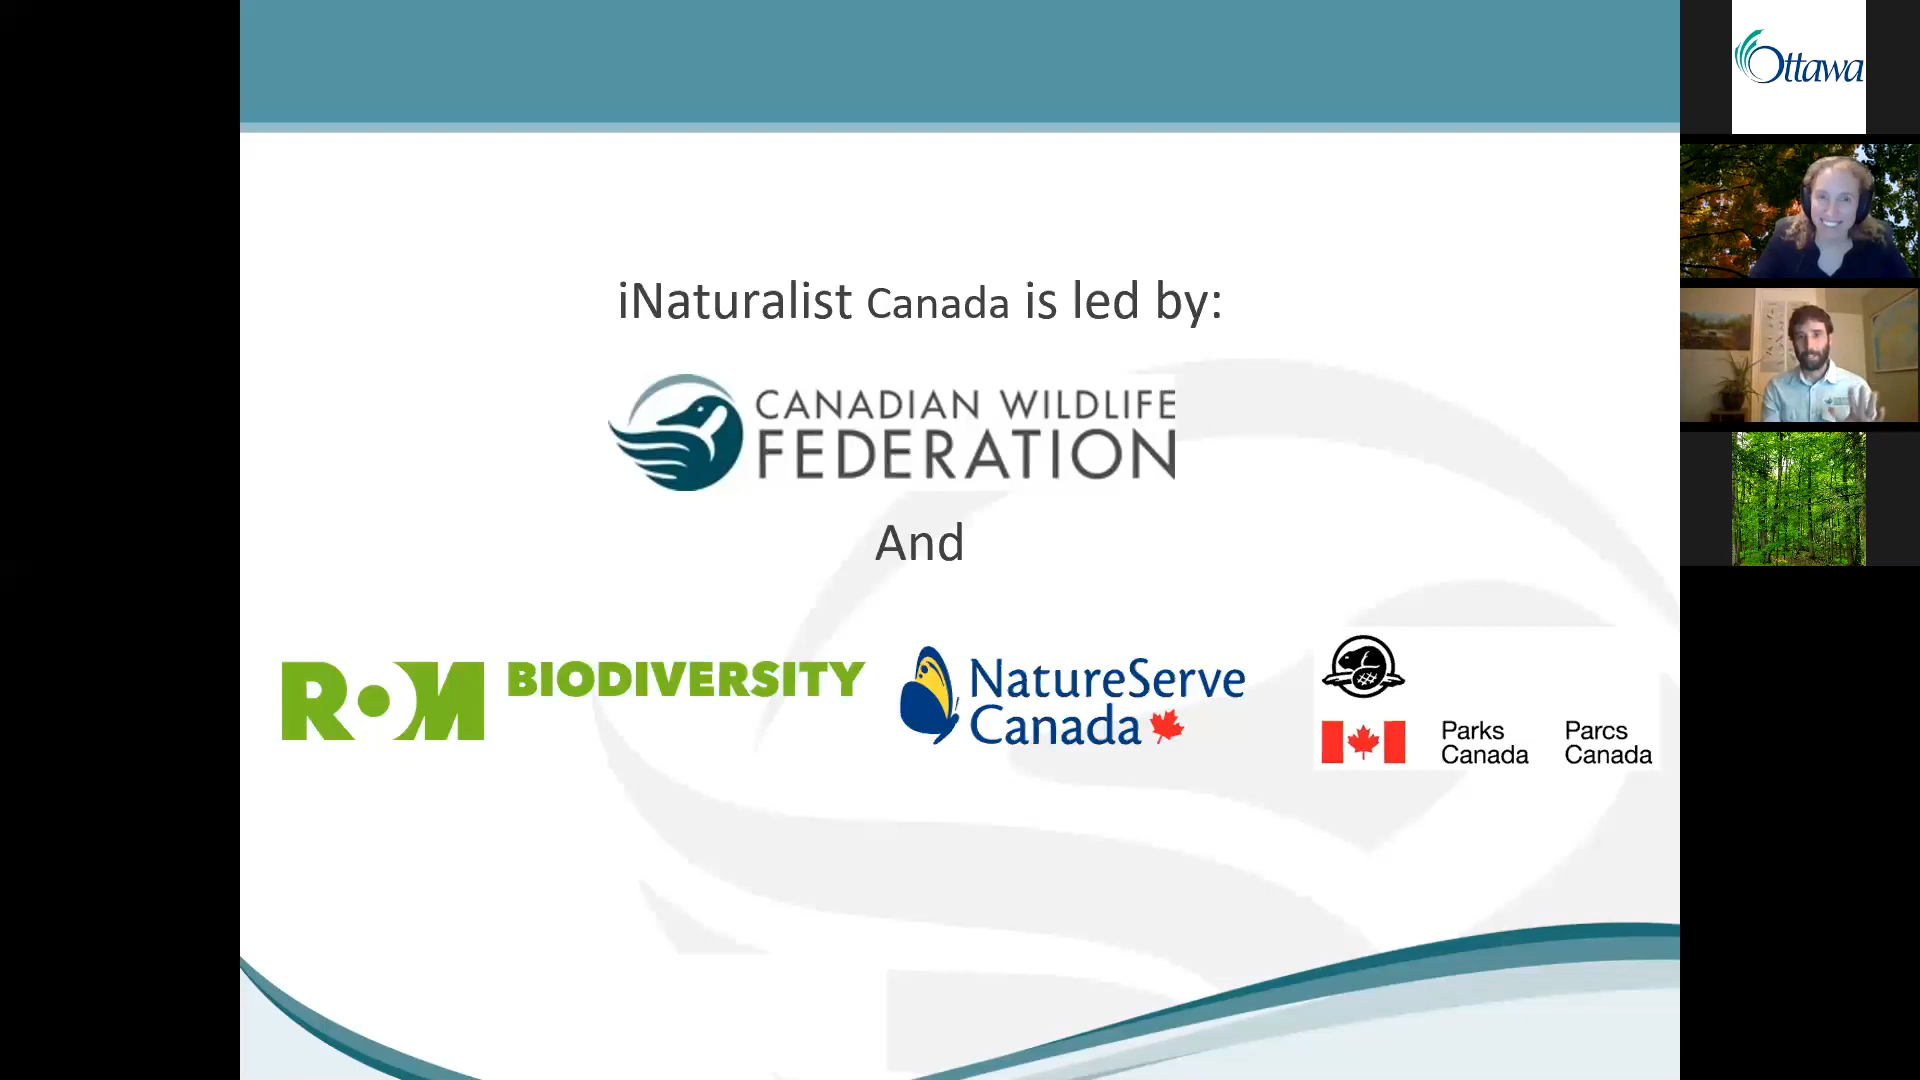 Ottawa
iNaturalist Canada is led by:
CANADIAN WILDLIFE
FEDERATION
And
ROM BIODIVERSITY
NatureServe
Canada
Parks
Canada
Parcs
Canada